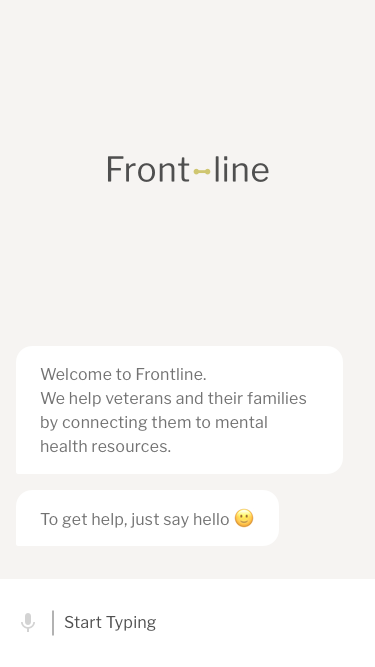 Front-line
Welcome to Frontline.
We help veterans and their families
by connecting them to mental
health resources.
To get help, just say hello 🙂
Start Typing